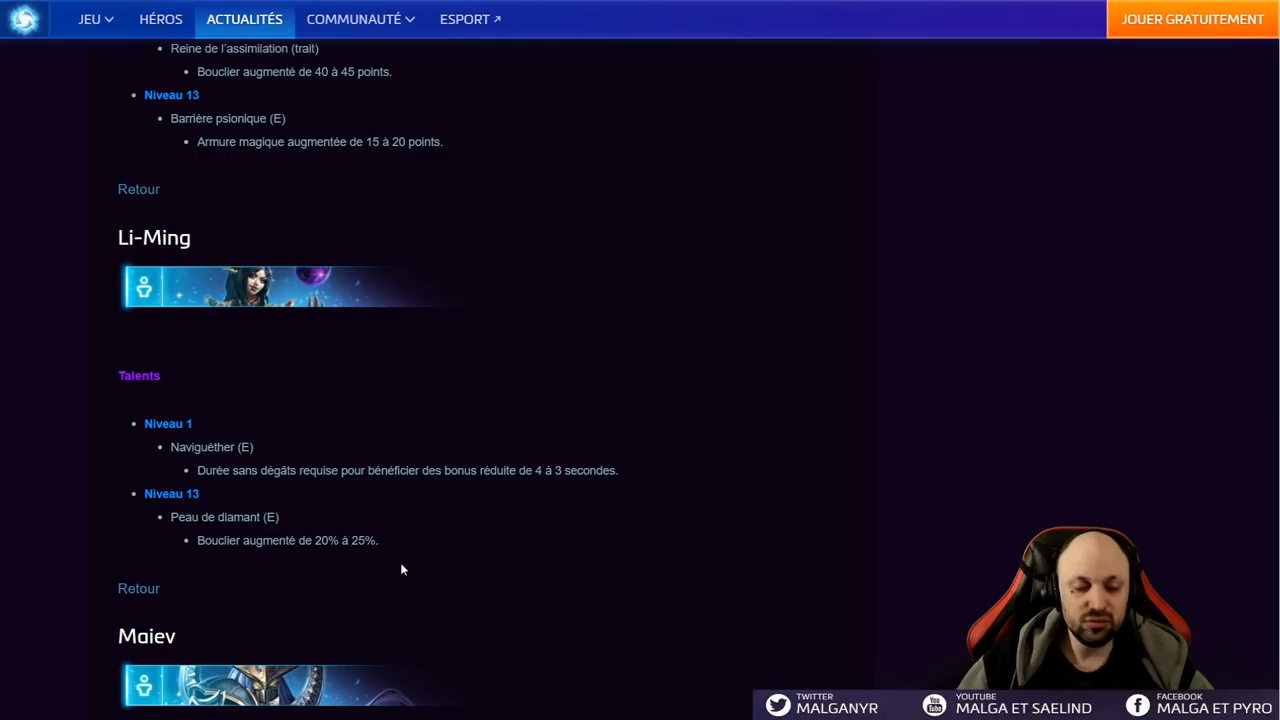 JEU HÉROS ACTUALITÉS COMMUNAUTÉ ESPORT JOUER GRATUITEMENT
Reine de l'assimilation (trait)
Bouclier augmenté de 40 à 45 points.
Niveau 13
Barrière psionique (E)
Armure magique augmentée de 15 à 20 points.
Retour
Li-Ming
Talents
Niveau 1
Naviguéther (E)
Durée sans dégâts requise pour bénéficier des bonus réduite de 4 à 3 secondes.
Niveau 13
Peau de diamant (E)
Bouclier augmenté de 20% à 25%.
Retour
Maiev
TWITTER
MALGANYR
YOUTUBE
MALGA ET SAELIND
FACEBOOK
MALGA ET PYRO